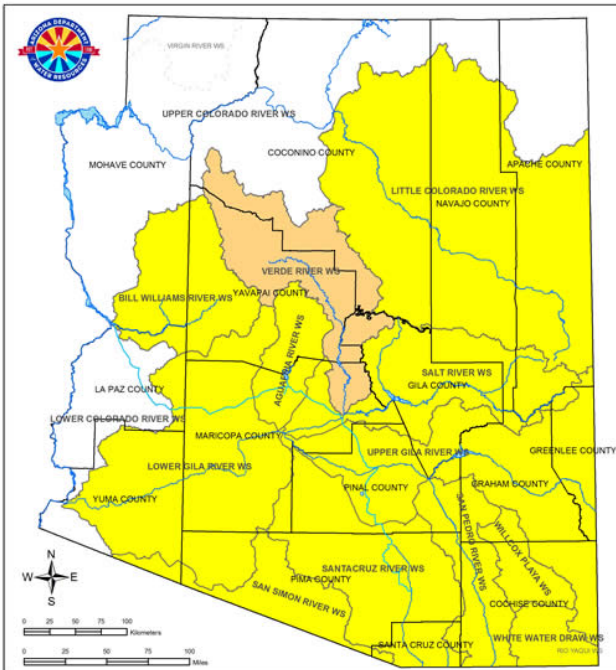 ARIZONA DEPARTMENT
WATER RESOURCES
VIRGIN RIVER WS
UPPER COLORADO RIVER WS
COCONINO COUNTY
MOHAVE COUNTY
APACHE COUNTY
LITTLE COLORADO RIVER WS
NAVAJO COUNTY
VERDE RIVER WS
BILL WILLIAMS RIVER WS
YAVAPAI COUNTY
AGUA FRIA RIVER WS
SALT RIVER WS
GILA COUNTY
LA PAZ COUNTY
LOWER COLORADO RIVER WS
MARICOPA COUNTY
GREENLEE COUNTY
UPPER GILA RIVER WS
LOWER GILA RIVER WS
PINAL COUNTY
GRAHAM COUNTY
YUMA COUNTY
SAN PEDRO RIVER WS
WILLCOX PLAYA WS
SANTACRUZ RIVER WS
PIMA COUNTY
SAN SIMON RIVER WS
COCHISE COUNTY
SANTA CRUZ COUNTY
WHITE WATER DRAW WS
RIO YAQUI WS
N
W E
S
0 25 50 75 100
Kilometers
0 25 50 100
Miles